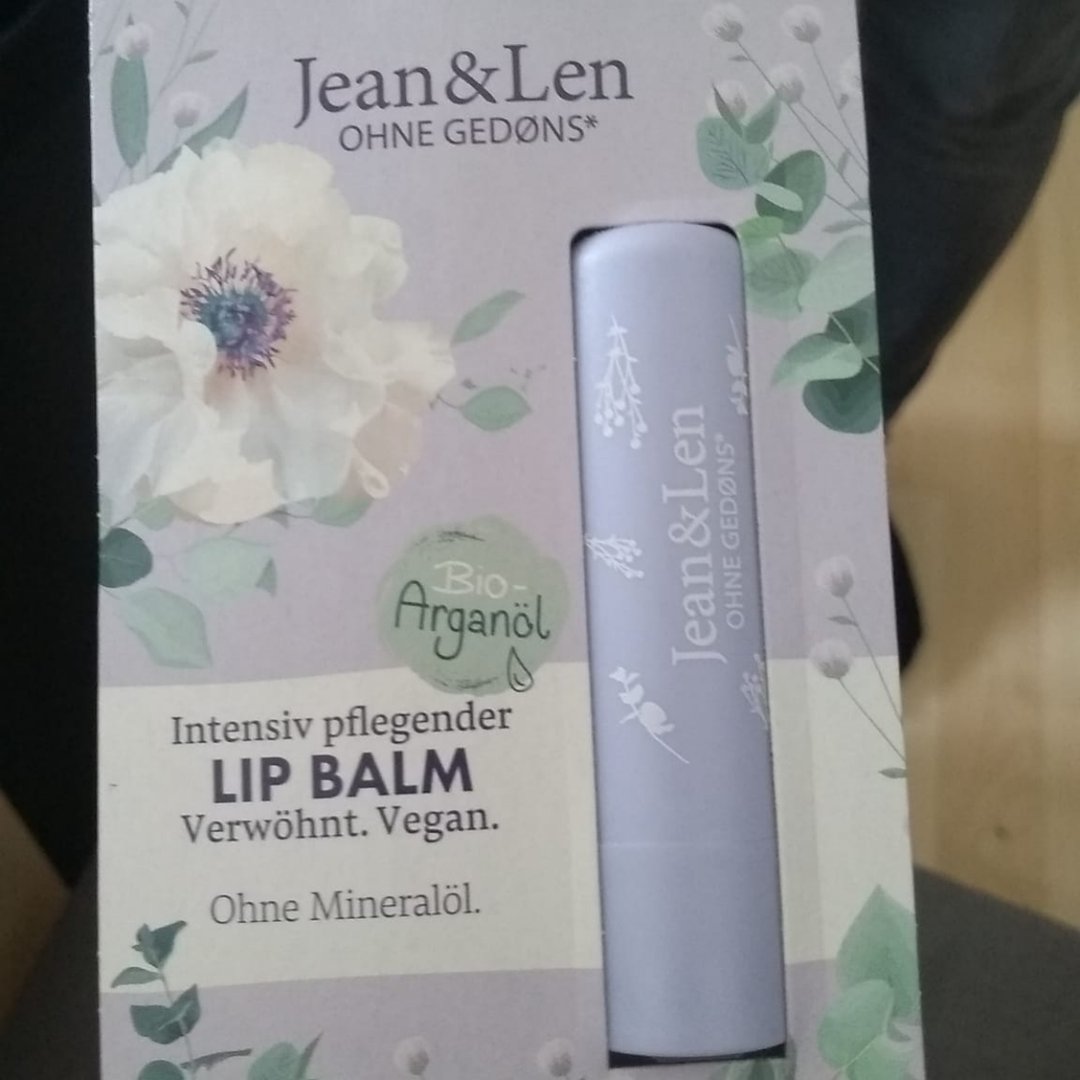 Jean&Len
OHNE GEDØNS*
Bio-
Arganöl
Jean&Len
OHNE GEDØNS*
Intensiv pflegender
LIP BALM
Verwöhnt. Vegan.
Ohne Mineralöl.